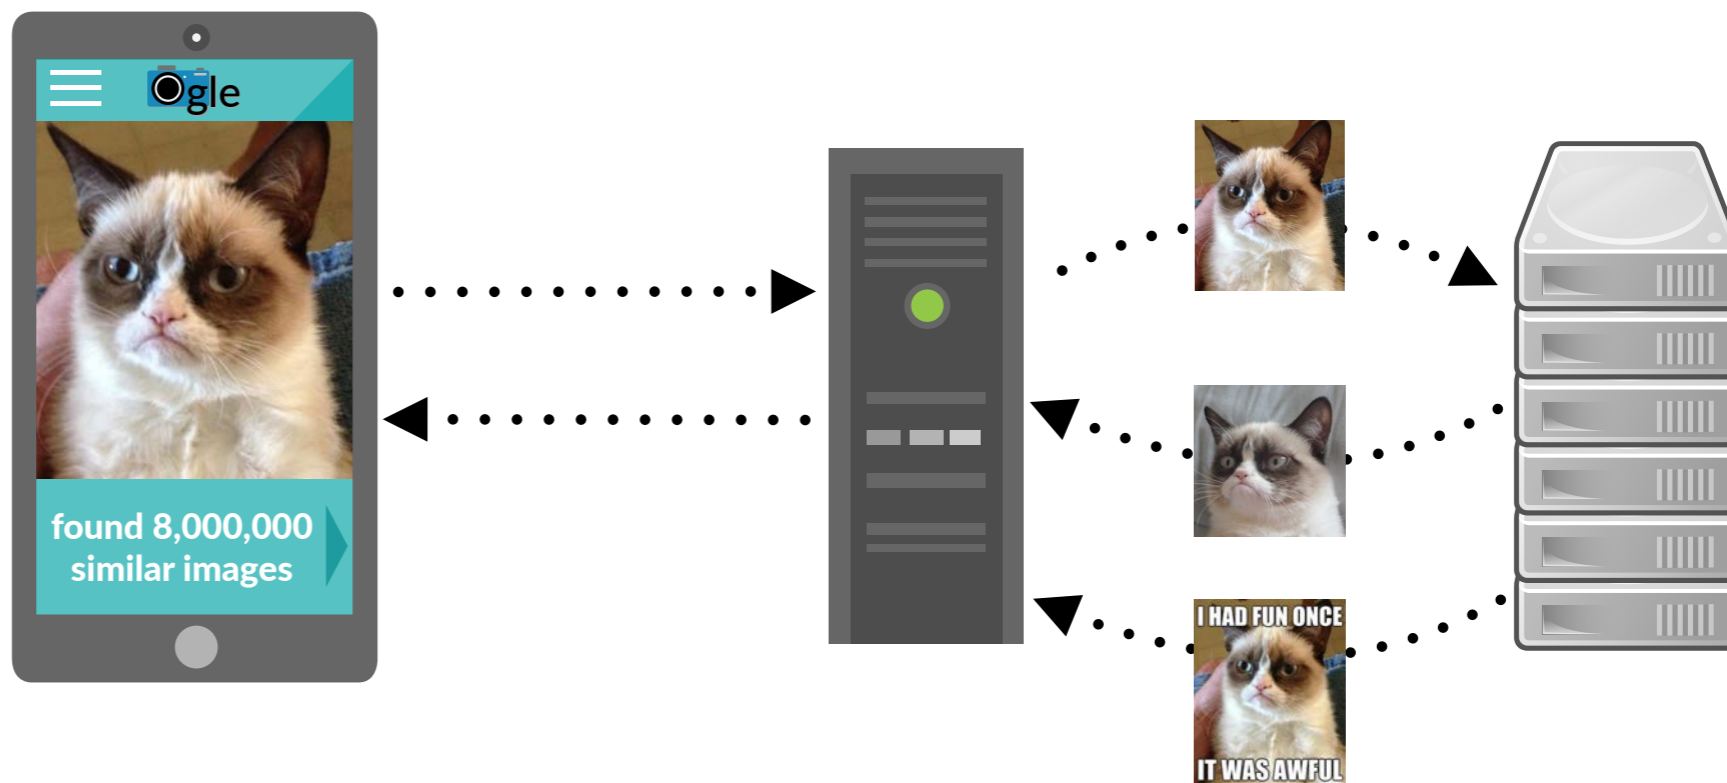 Ogle
found 8,000,000
similar images
I HAD FUN ONCE
IT WAS AWFUL